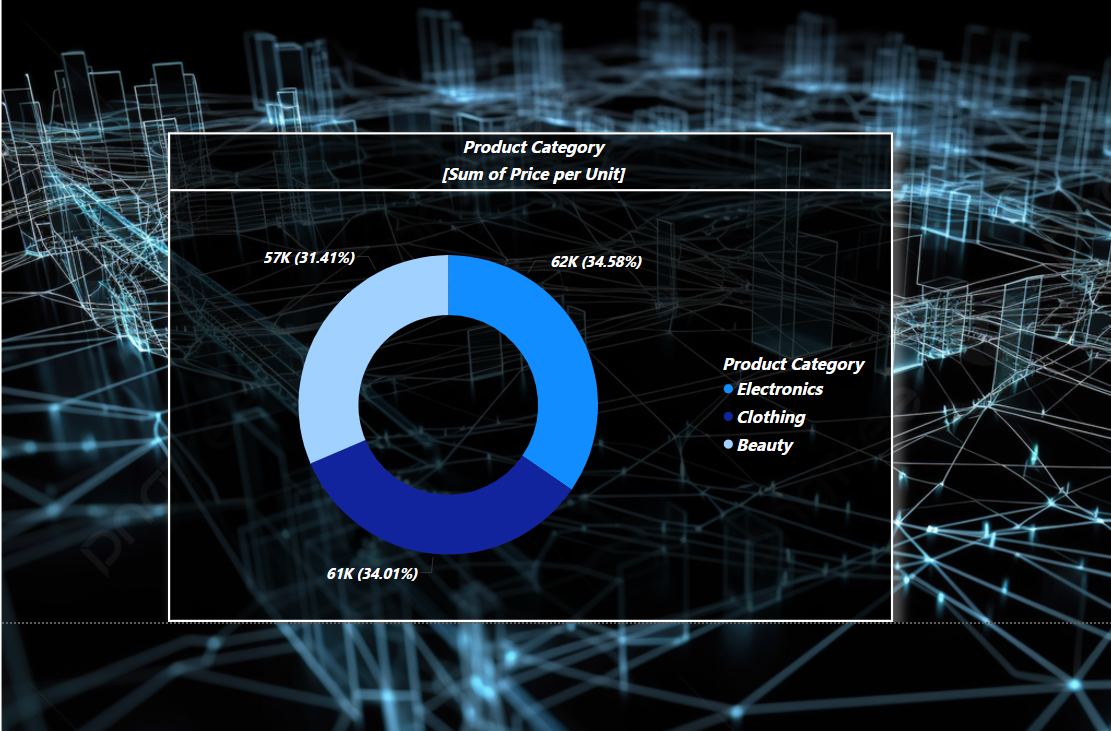 Product Category
[Sum of Price per Unit]
57K (31.41%)
62K (34.58%)
Product Category
Electronics
Clothing
Beauty
61K (34.01%)